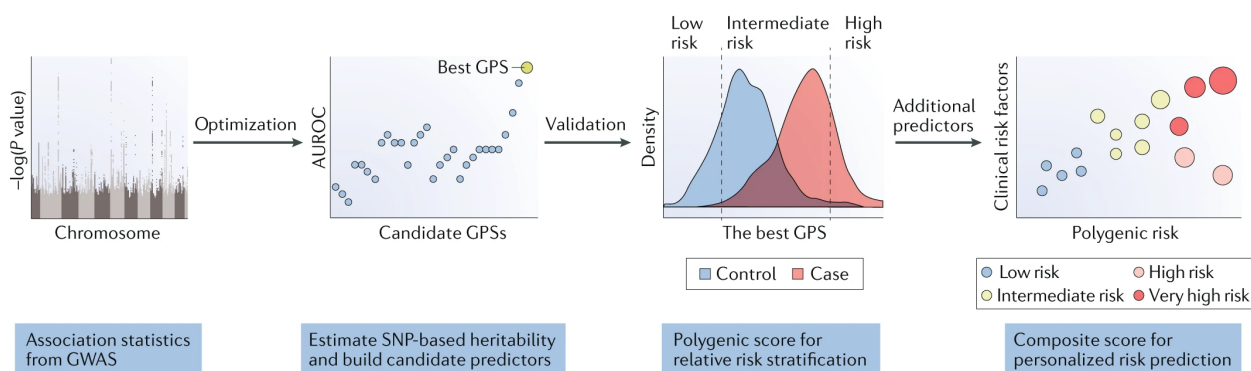 −log(P value)
Chromosome
Optimization
AUROC
Best GPS
Candidate GPSs
Validation
Low
risk
Intermediate
risk
High
risk
Density
The best GPS
Control
Case
Additional
predictors
Clinical risk factors
Polygenic risk
Low risk
High risk
Intermediate risk
Very high risk
Association statistics
from GWAS
Estimate SNP-based heritability
and build candidate predictors
Polygenic score for
relative risk stratification
Composite score for
personalized risk prediction